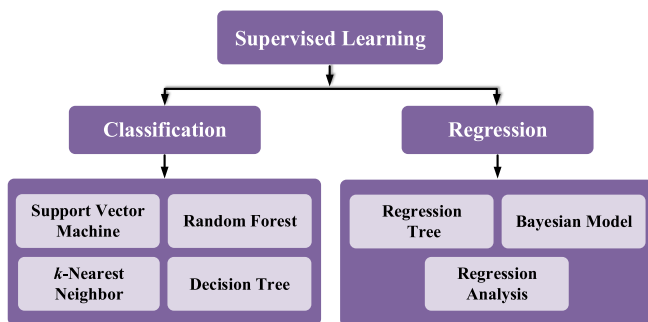 Supervised Learning
Classification
Regression
Support Vector
Machine
Random Forest
k-Nearest
Neighbor
Decision Tree
Regression
Tree
Bayesian Model
Regression
Analysis